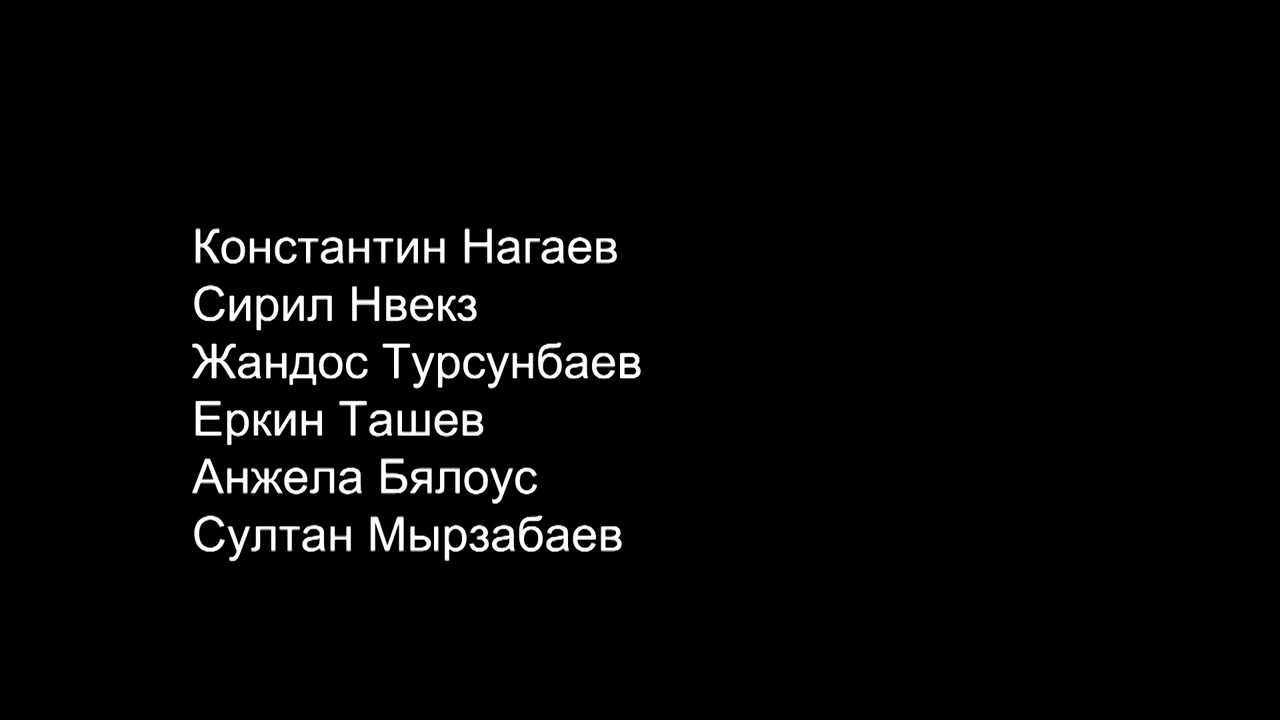 Константин Нагаев
Сирил Нвекз
Жандос Турсунбаев
Еркин Ташев
Анжела Бялоус
Султан Мырзабаев